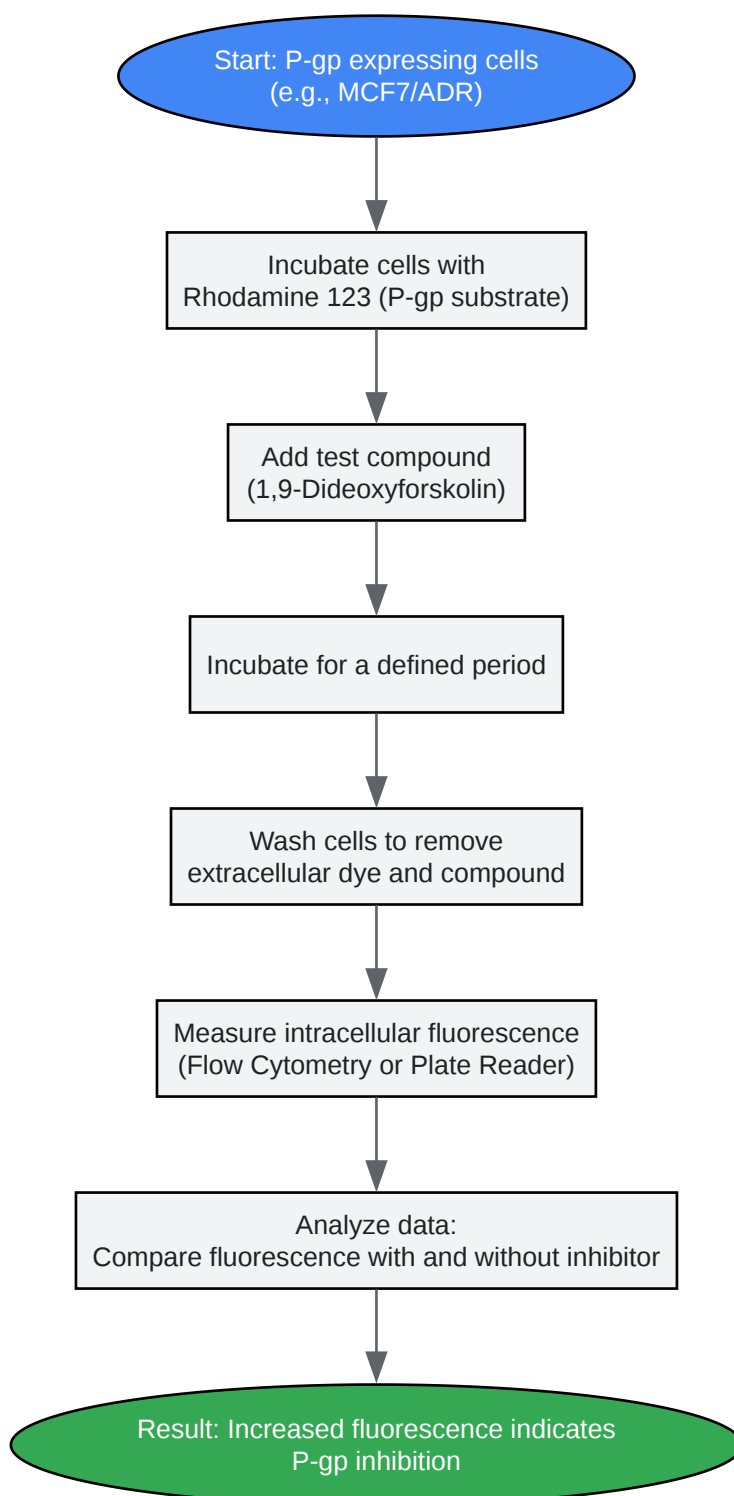 Start: P-gp expressing cells
(e.g., MCF7/ADR)
Incubate cells with
Rhodamine 123 (P-gp substrate)
Add test compound
(1,9-Dideoxyforskolin)
Incubate for a defined period
Wash cells to remove
extracellular dye and compound
Measure intracellular fluorescence
(Flow Cytometry or Plate Reader)
Analyze data:
Compare fluorescence with and without inhibitor
Result: Increased fluorescence indicates
P-gp inhibition